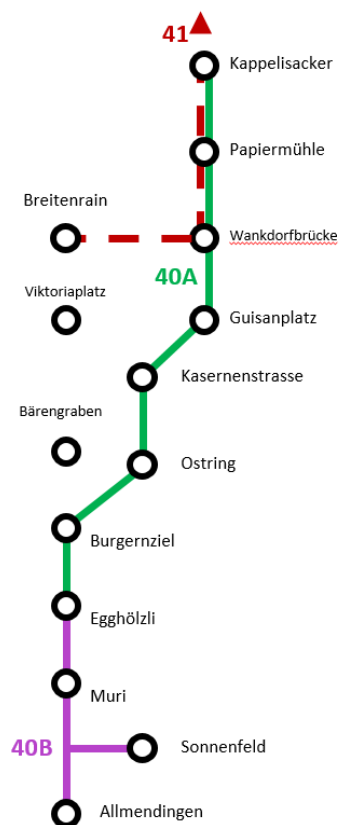 41
Kappelisacker
Papiermühle
Breitenrain
Wankdorfbrücke
40A
Viktoriaplatz
Guisanplatz
Kasernenstrasse
Bärengraben
Ostring
Burgernziel
Egghölzli
Muri
40B
Sonnenfeld
Allmendingen